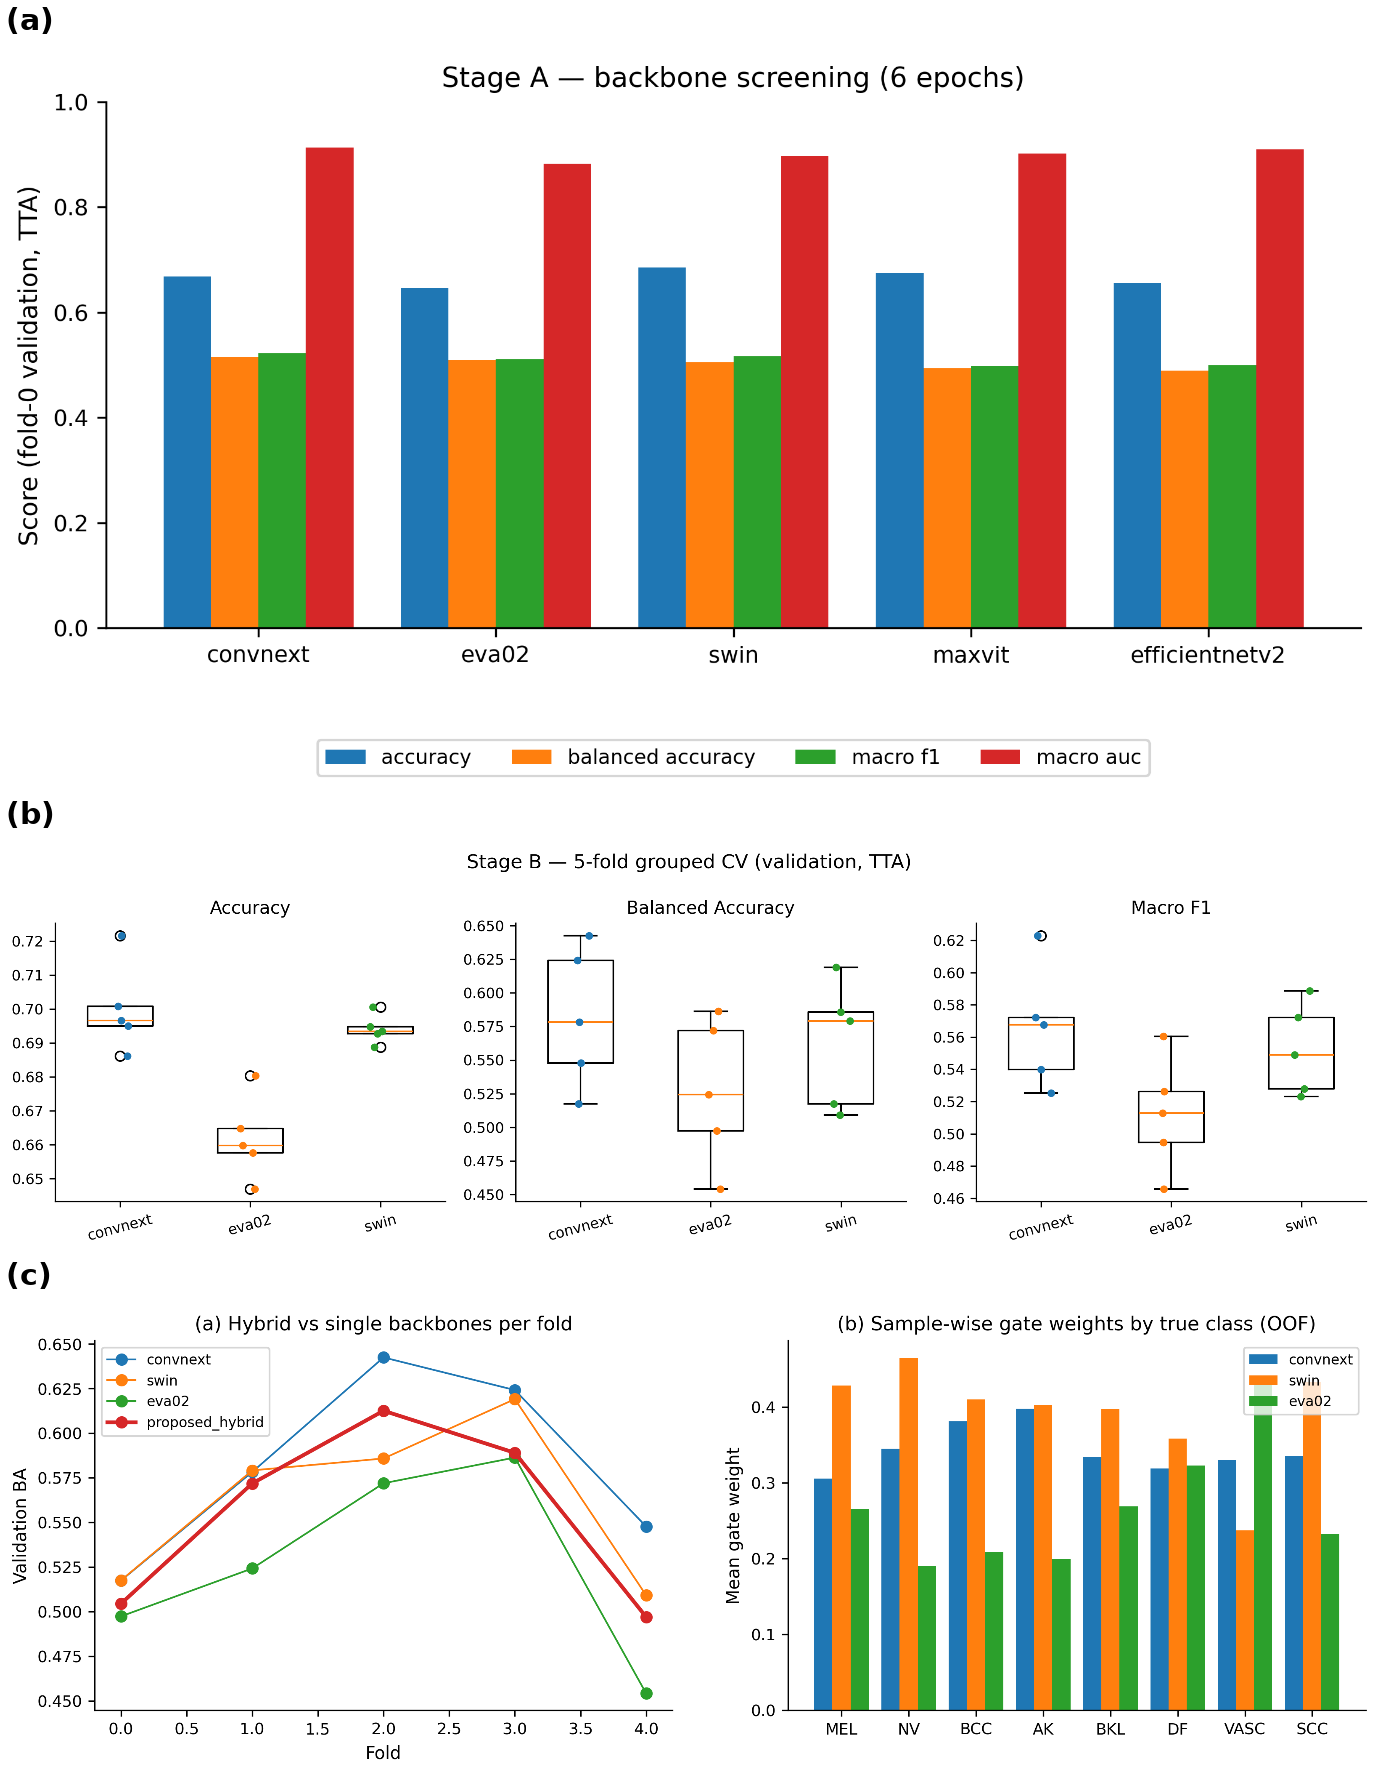 (a)
Stage A — backbone screening (6 epochs)
Score (fold-0 validation, TTA)
1.0
0.8
0.6
0.4
0.2
0.0
convnext eva02 swin maxvit efficientnetv2
accuracy balanced accuracy macro f1 macro auc
(b)
Stage B — 5-fold grouped CV (validation, TTA)
Accuracy
0.72
0.71
0.70
0.69
0.68
0.67
0.66
0.65
convnext eva02 swin
Balanced Accuracy
0.650
0.625
0.600
0.575
0.550
0.525
0.500
0.475
0.450
convnext eva02 swin
Macro F1
0.62
0.60
0.58
0.56
0.54
0.52
0.50
0.48
0.46
convnext eva02 swin
(c)
(a) Hybrid vs single backbones per fold
Validation BA
0.650
0.625
0.600
0.575
0.550
0.525
0.500
0.475
0.450
convnext
swin
eva02
proposed_hybrid
0.0 0.5 1.0 1.5 2.0 2.5 3.0 3.5 4.0
Fold
(b) Sample-wise gate weights by true class (OOF)
Mean gate weight
0.4
0.3
0.2
0.1
0.0
convnext
swin
eva02
MEL NV BCC AK BKL DF VASC SCC